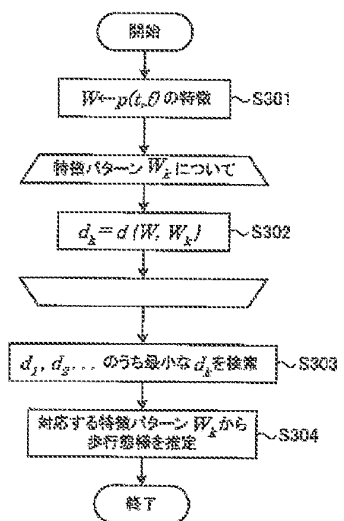 開始
W←p(t,f)の特徴
S301
特徴パターンW_kについて
d_k=d(W, W_k)
S302
d_1, d_2...のうち最小なd_kを検索
S303
対応する特徴パターンW_kから
歩行態様を推定
S304
終了